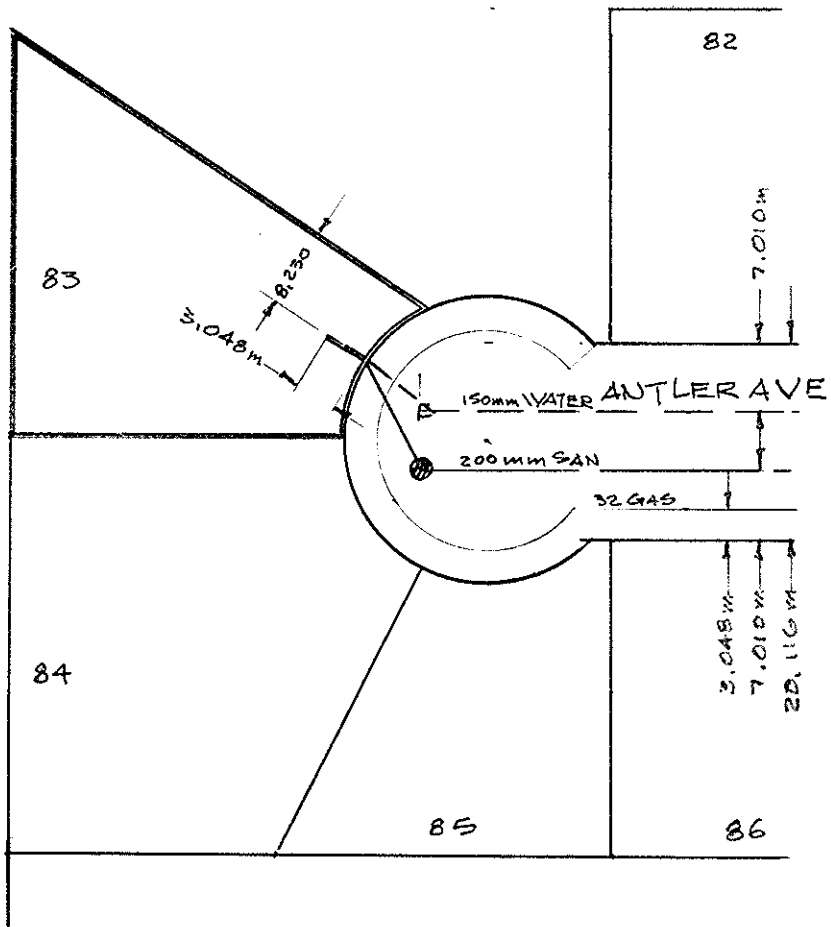 82
7.010m
83
8.230
3.048m
150mm WATER ANTLER AVE
200mm SAN
32 GAS
3.048m
7.010m
20.116m
84
85
86